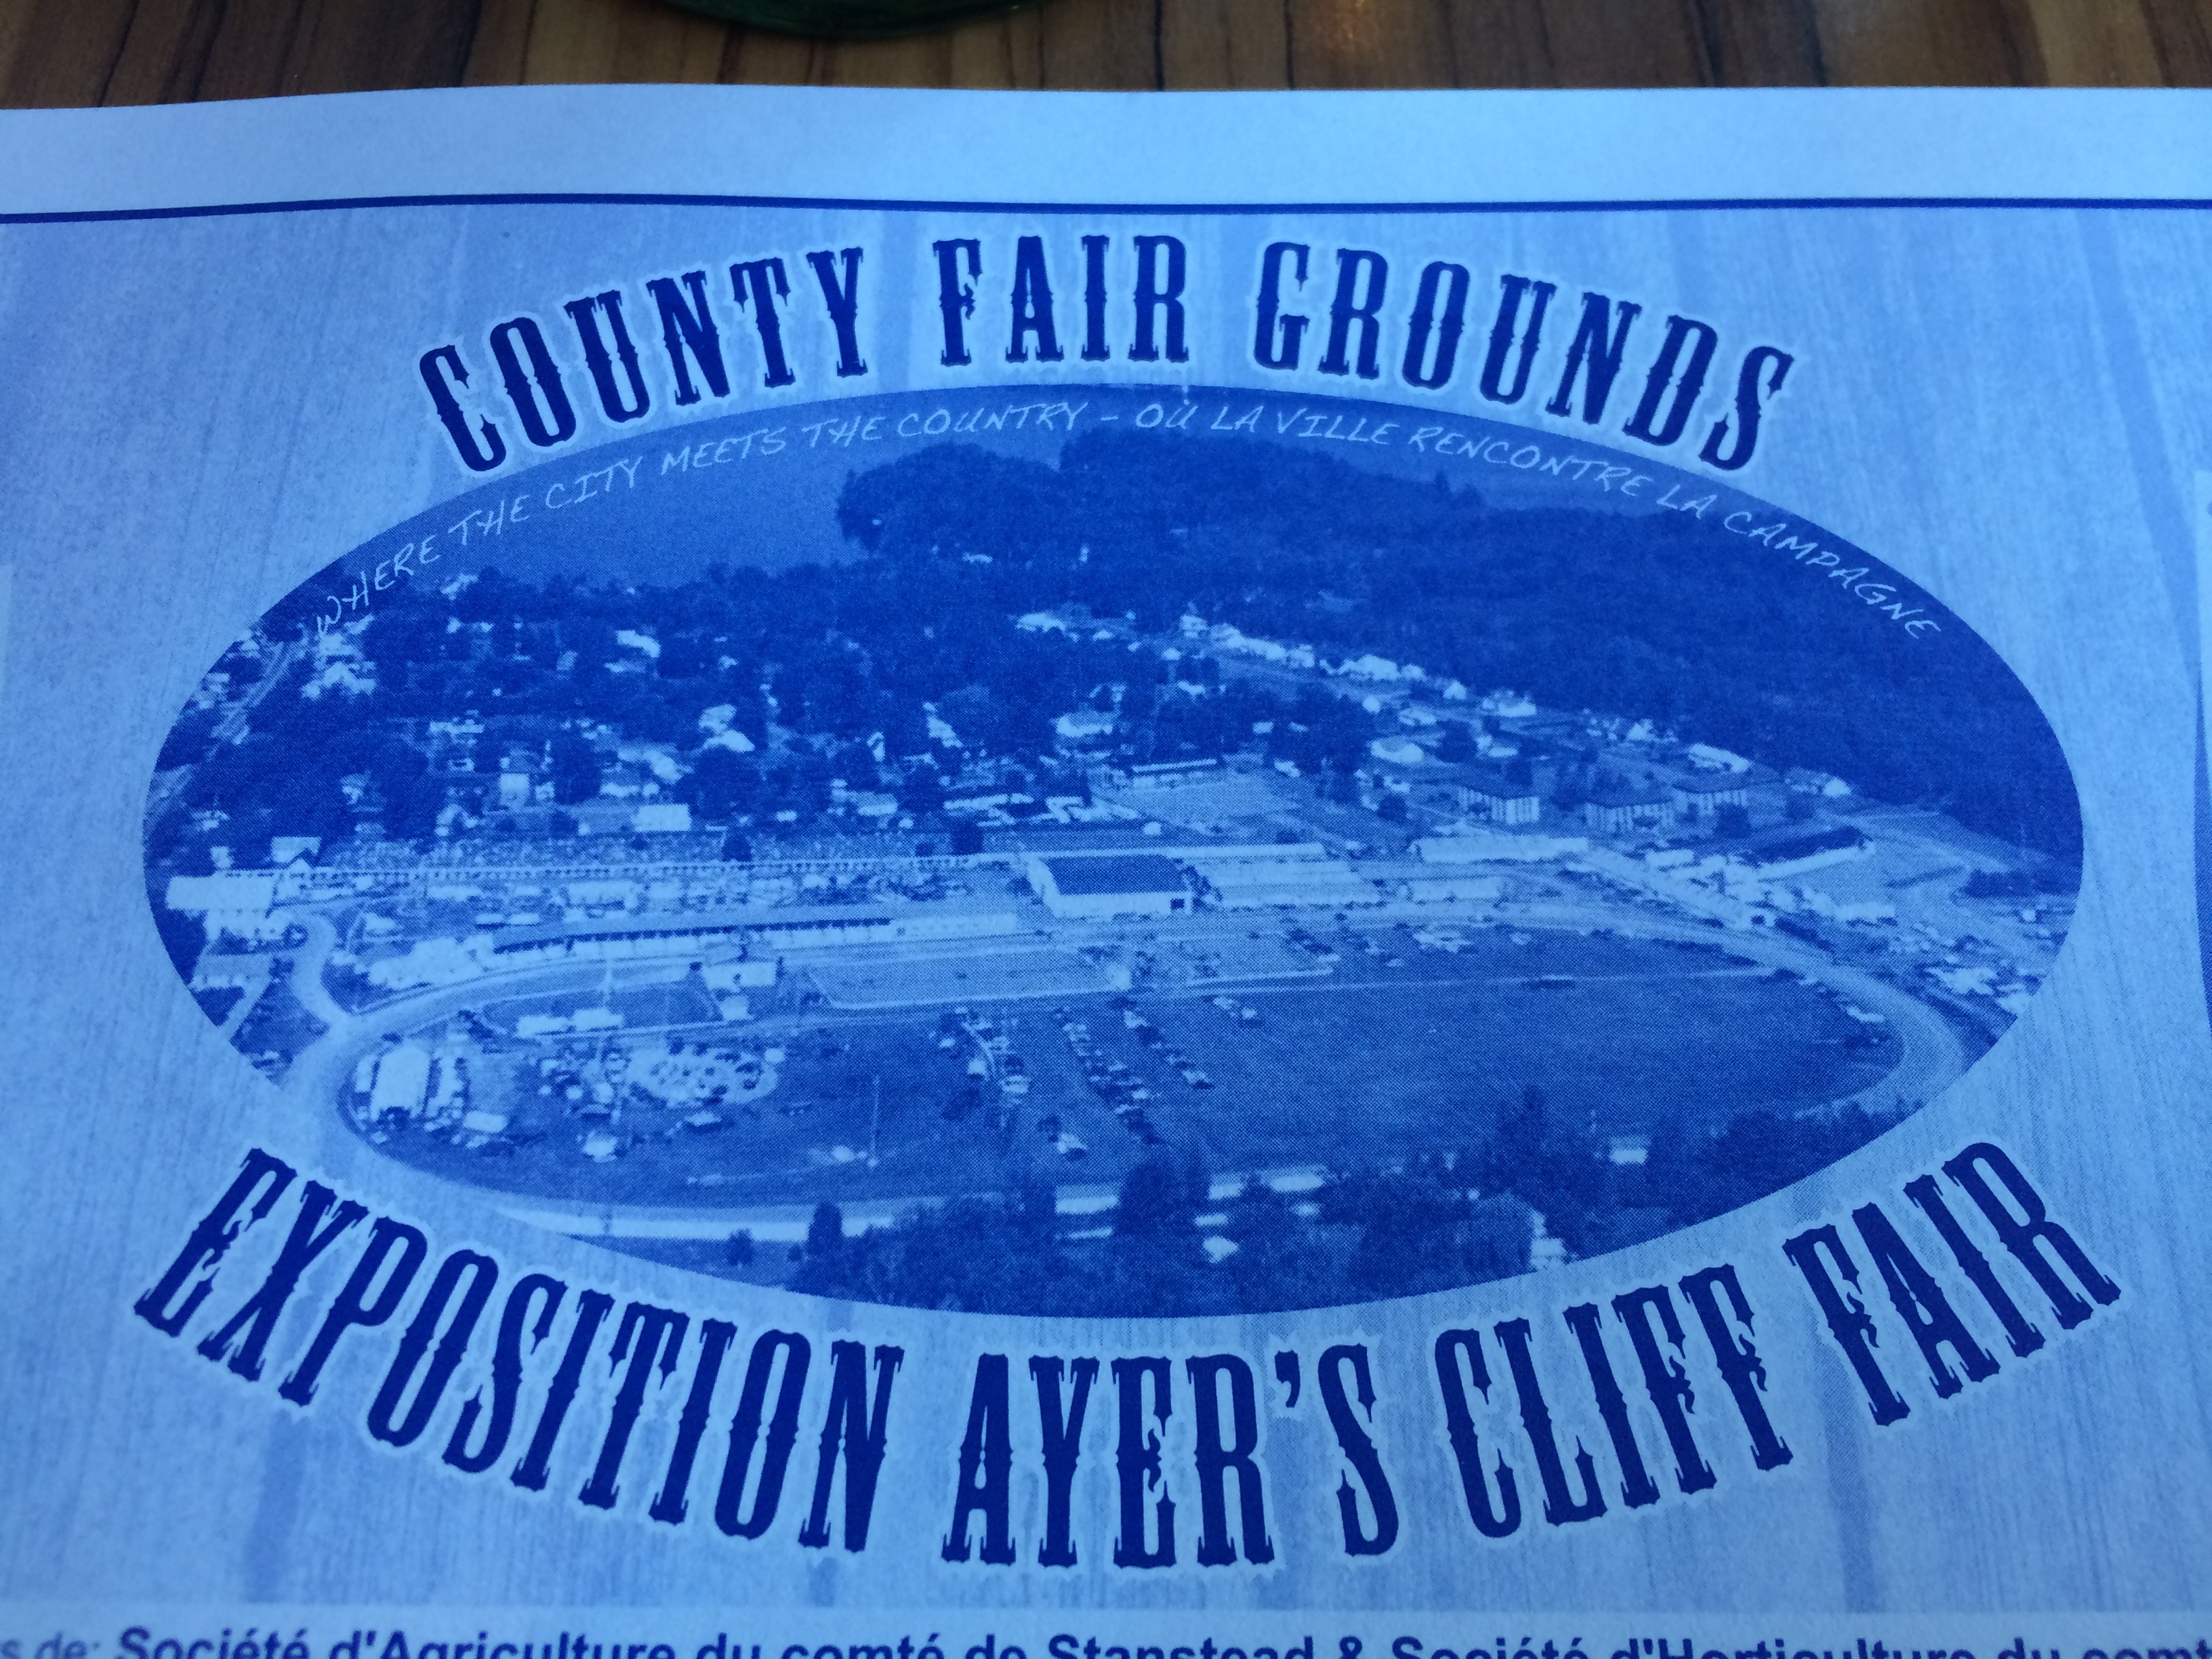 COUNTY FAIR GROUNDS
WHERE THE CITY MEETS THE COUNTRY – OÙ LA VILLE RENCONTRE LA CAMPAGNE
EXPOSITION AYER'S CLIFF FAIR
de: Société d'Agriculture du comté de Stanstead & Société d'Horticulture du